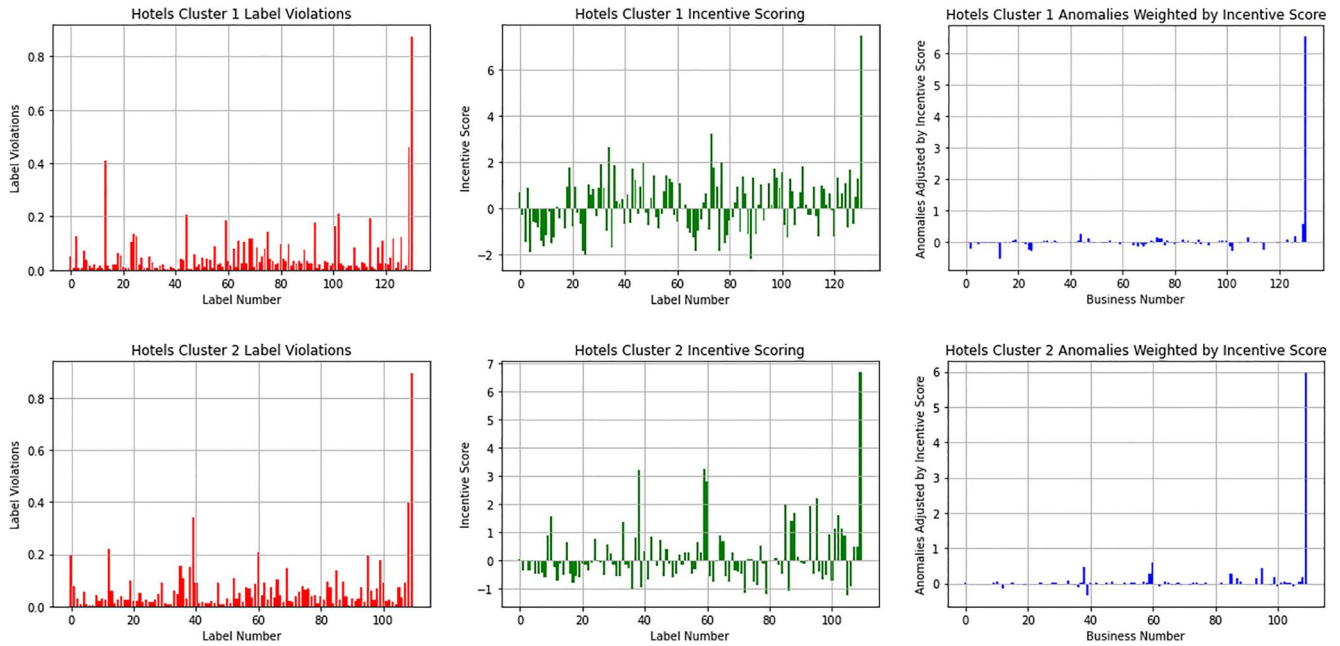 Hotels Cluster 1 Label Violations
Label Violations
0.8
0.6
0.4
0.2
0.0
0 20 40 60 80 100 120
Label Number
Hotels Cluster 1 Incentive Scoring
Incentive Score
6
4
2
0
−2
0 20 40 60 80 100 120
Label Number
Hotels Cluster 1 Anomalies Weighted by Incentive Score
Anomalies Adjusted by Incentive Score
6
5
4
3
2
1
0
0 20 40 60 80 100 120
Business Number
Hotels Cluster 2 Label Violations
Label Violations
0.8
0.6
0.4
0.2
0.0
0 20 40 60 80 100
Label Number
Hotels Cluster 2 Incentive Scoring
Incentive Score
7
6
5
4
3
2
1
0
−1
0 20 40 60 80 100
Label Number
Hotels Cluster 2 Anomalies Weighted by Incentive Score
Anomalies Adjusted by Incentive Score
6
5
4
3
2
1
0
0 20 40 60 80 100
Business Number